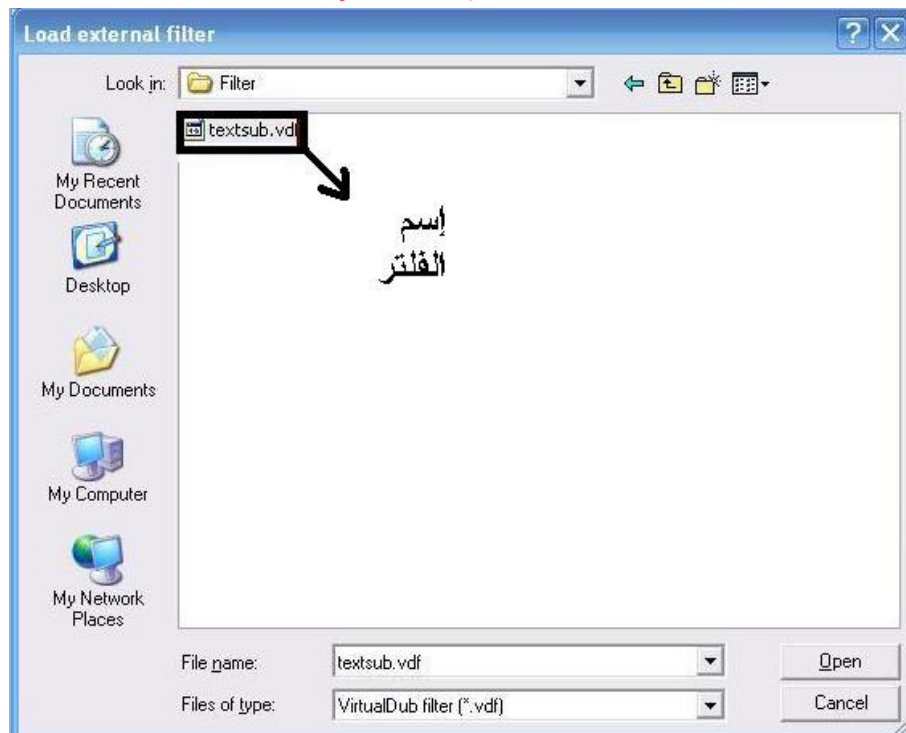 Load external filter
Look in: Filter
textsub.vdf
إسم
الفلتر
My Recent
Documents
Desktop
My Documents
My Computer
My Network
Places
File name: textsub.vdf Open
Files of type: VirtualDub filter (*.vdf) Cancel